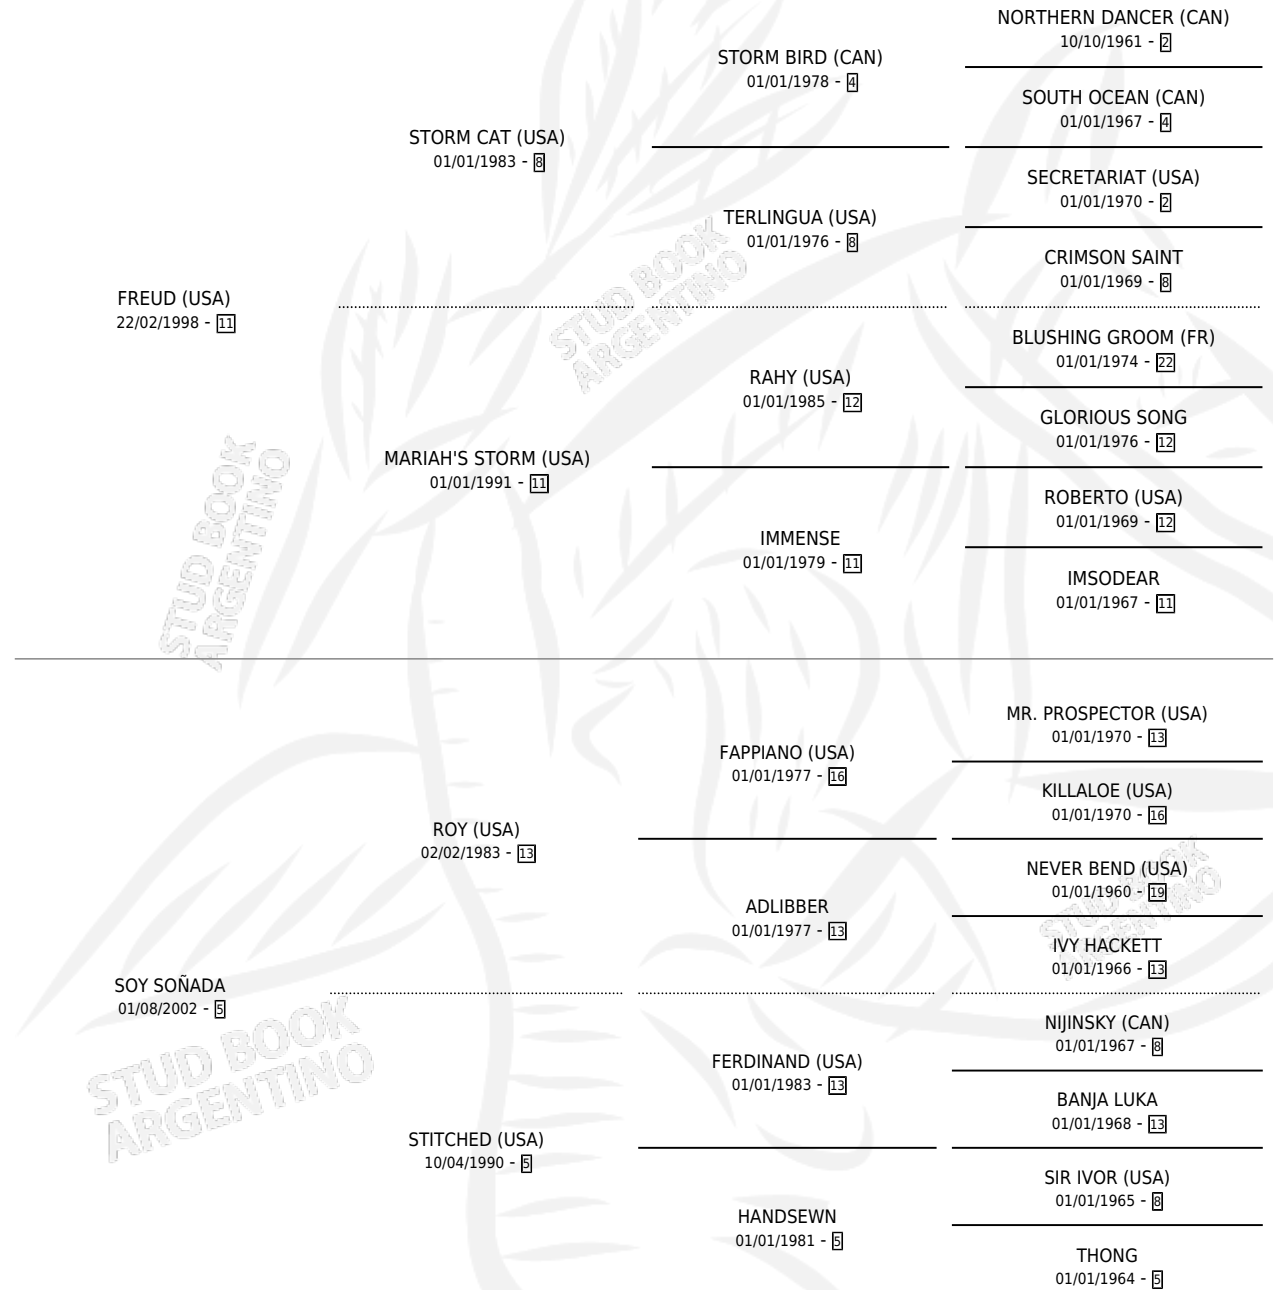 NORTHERN DANCER (CAN)
10/10/1961 - 2
STORM BIRD (CAN)
01/01/1978 - 4
SOUTH OCEAN (CAN)
01/01/1967 - 4
STORM CAT (USA)
01/01/1983 - 8
SECRETARIAT (USA)
01/01/1970 - 2
TERLINGUA (USA)
01/01/1976 - 8
CRIMSON SAINT
01/01/1969 - 8
FREUD (USA)
22/02/1998 - 11
BLUSHING GROOM (FR)
01/01/1974 - 22
RAHY (USA)
01/01/1985 - 12
GLORIOUS SONG
01/01/1976 - 12
MARIAH'S STORM (USA)
01/01/1991 - 11
ROBERTO (USA)
01/01/1969 - 12
IMMENSE
01/01/1979 - 11
IMSODEAR
01/01/1967 - 11
MR. PROSPECTOR (USA)
01/01/1970 - 13
FAPPIANO (USA)
01/01/1977 - 16
KILLALOE (USA)
01/01/1970 - 16
ROY (USA)
02/02/1983 - 13
NEVER BEND (USA)
01/01/1960 - 19
ADLIBBER
01/01/1977 - 13
IVY HACKETT
01/01/1966 - 13
SOY SOÑADA
01/08/2002 - 5
NIJINSKY (CAN)
01/01/1967 - 8
FERDINAND (USA)
01/01/1983 - 13
BANJA LUKA
01/01/1968 - 13
STITCHED (USA)
10/04/1990 - 5
SIR IVOR (USA)
01/01/1965 - 8
HANDSEWN
01/01/1981 - 5
THONG
01/01/1964 - 5
STUD BOOK
ARGENTINO
STUD BOOK
ARGENTINO
STUD BOOK
ARGENTINO
STUD BOOK
ARGENTINO